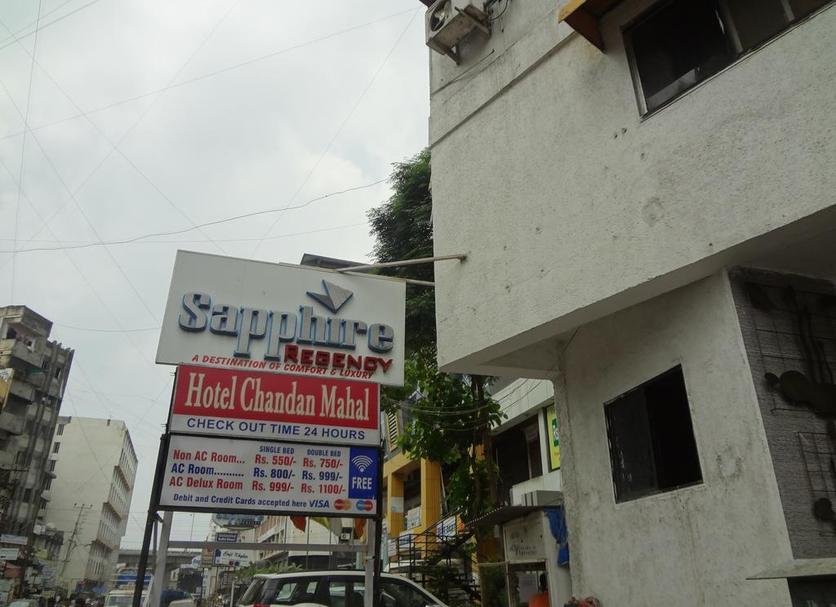 Sapphire
REGENCY
A DESTINATION OF COMFORT & LUXURY
Hotel Chandan Mahal
CHECK OUT TIME 24 HOURS
SINGLE BED DOUBLE BED
Non AC Room... Rs. 550/- Rs. 750/-
AC Room.......... Rs. 800/- Rs. 999/-
AC Delux Room Rs. 999/- Rs. 1100/-
FREE
Debit and Credit Cards accepted here VISA